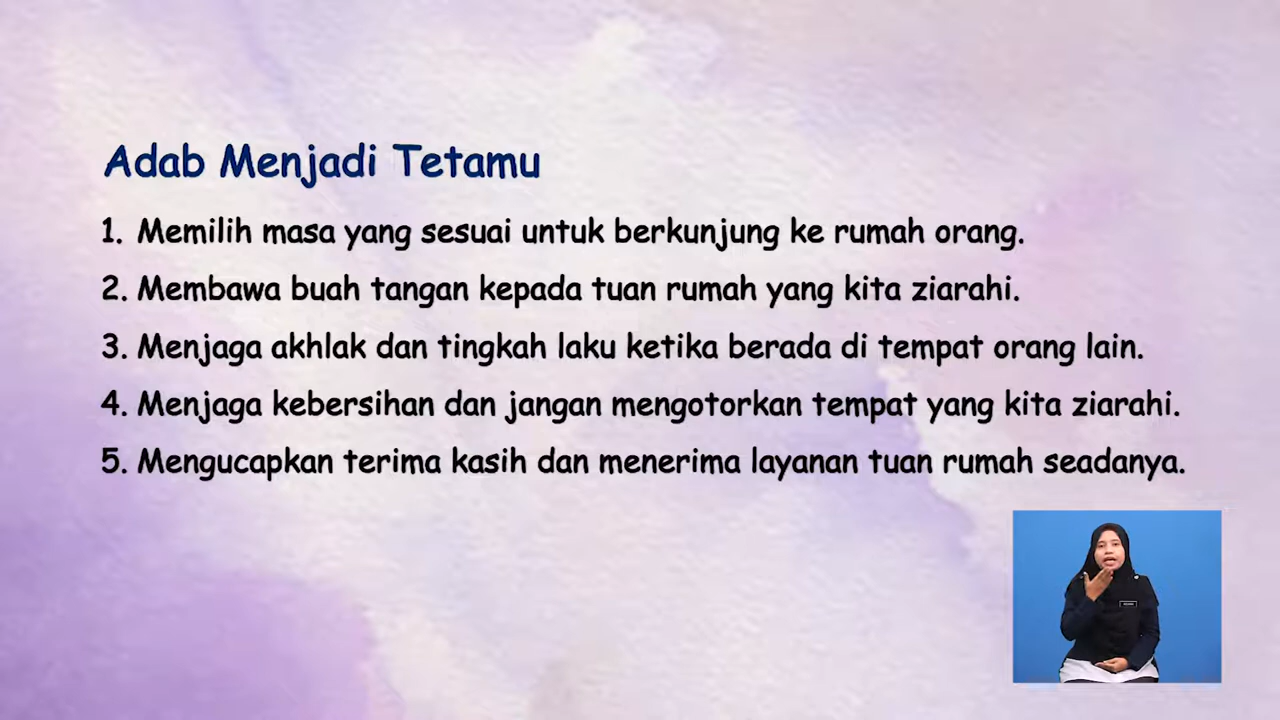 Adab Menjadi Tetamu
1. Memilih masa yang sesuai untuk berkunjung ke rumah orang.
2. Membawa buah tangan kepada tuan rumah yang kita ziarahi.
3. Menjaga akhlak dan tingkah laku ketika berada di tempat orang lain.
4. Menjaga kebersihan dan jangan mengotorkan tempat yang kita ziarahi.
5. Mengucapkan terima kasih dan menerima layanan tuan rumah seadanya.